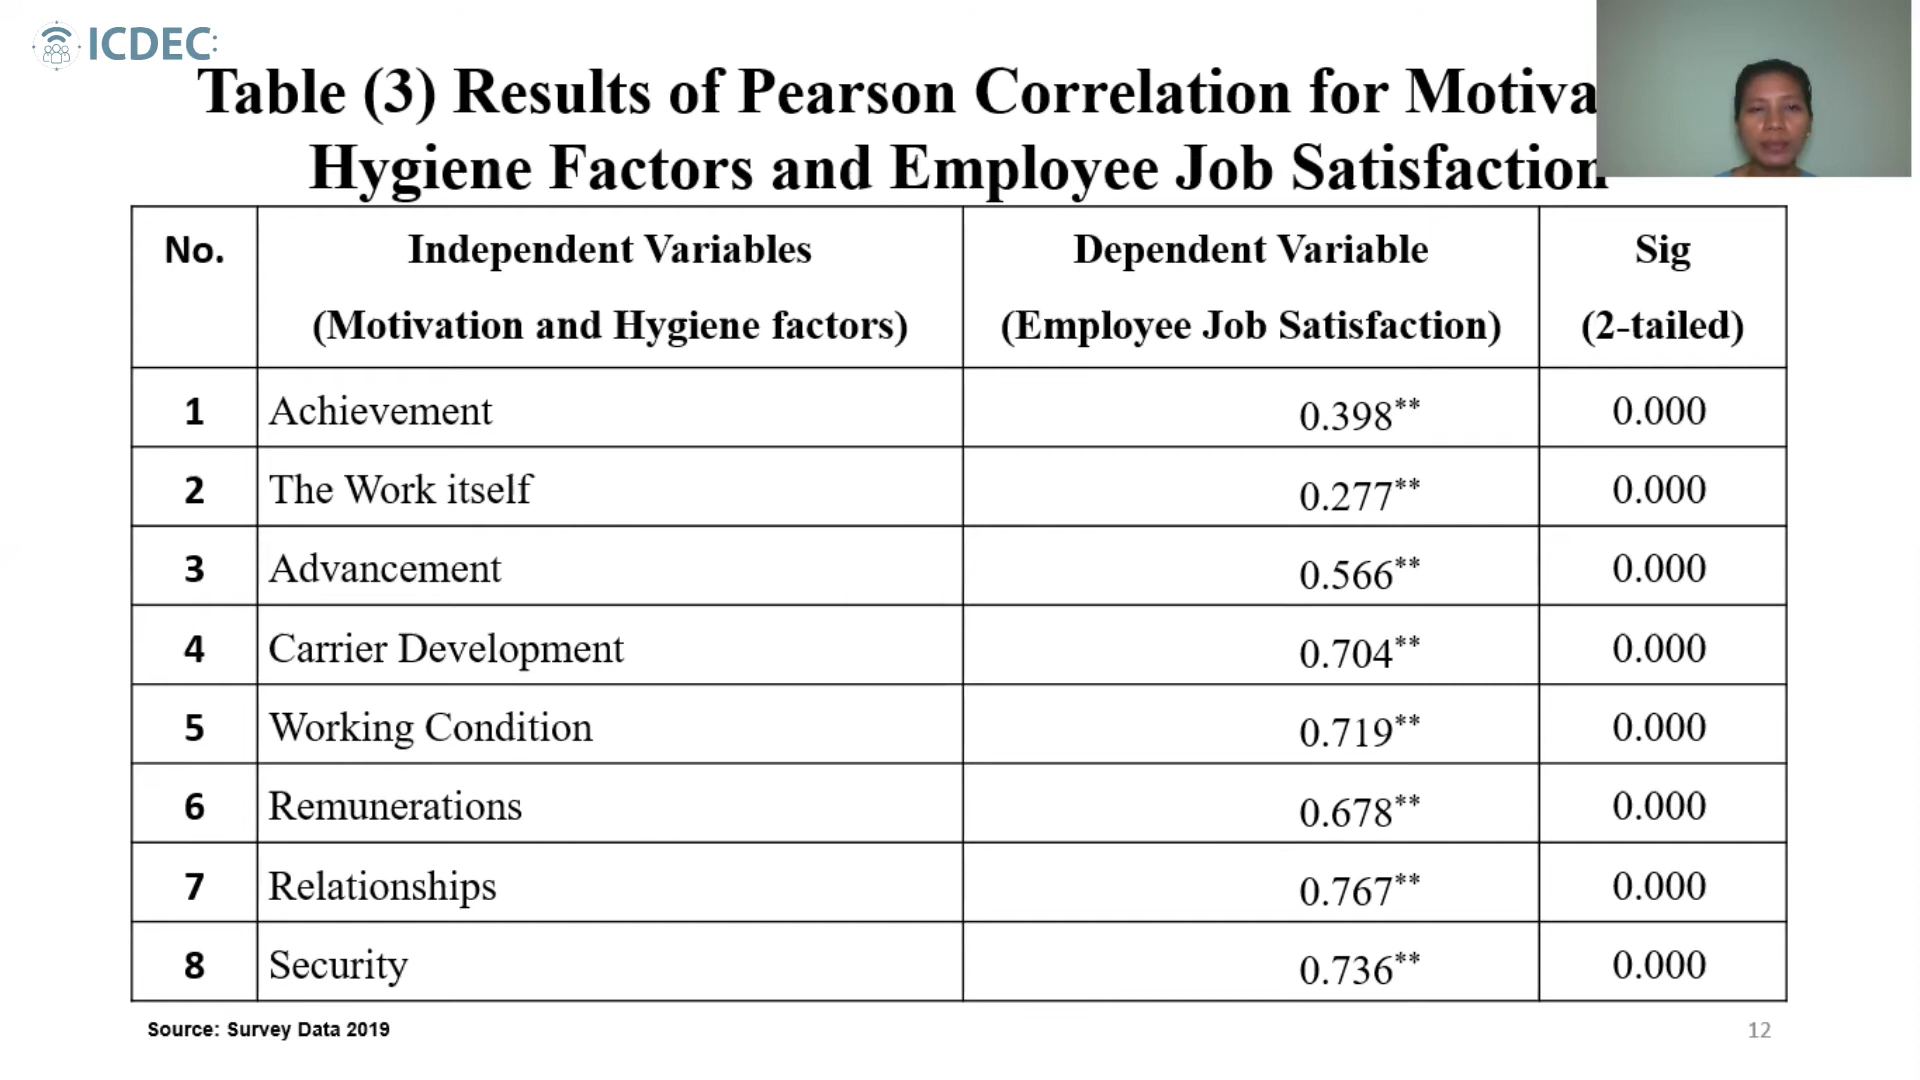 ICDEC:
Table (3) Results of Pearson Correlation for Motiva
Hygiene Factors and Employee Job Satisfaction
No. Independent Variables (Motivation and Hygiene factors) Dependent Variable (Employee Job Satisfaction) Sig (2-tailed)
1 Achievement 0.398** 0.000
2 The Work itself 0.277** 0.000
3 Advancement 0.566** 0.000
4 Carrier Development 0.704** 0.000
5 Working Condition 0.719** 0.000
6 Remunerations 0.678** 0.000
7 Relationships 0.767** 0.000
8 Security 0.736** 0.000
Source: Survey Data 2019
12